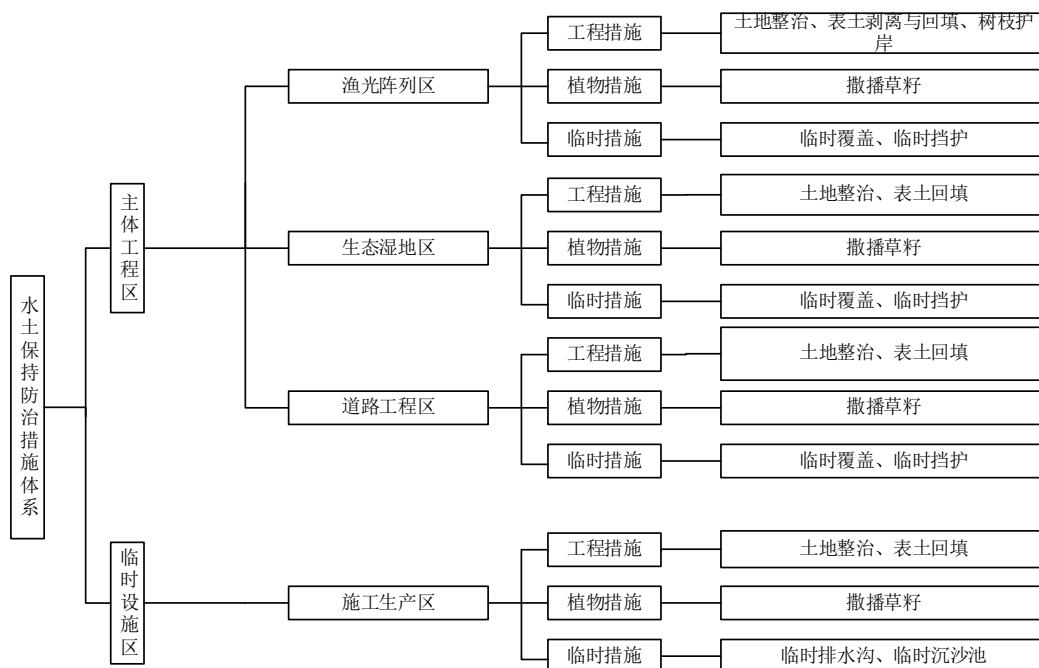 水土保持防治措施体系
主体工程区
渔光阵列区
工程措施
土地整治、表土剥离与回填、树枝护
岸
植物措施
撒播草籽
临时措施
临时覆盖、临时挡护
生态湿地区
工程措施
土地整治、表土回填
植物措施
撒播草籽
临时措施
临时覆盖、临时挡护
道路工程区
工程措施
土地整治、表土回填
植物措施
撒播草籽
临时措施
临时覆盖、临时挡护
临时设施区
施工生产区
工程措施
土地整治、表土回填
植物措施
撒播草籽
临时措施
临时排水沟、临时沉沙池